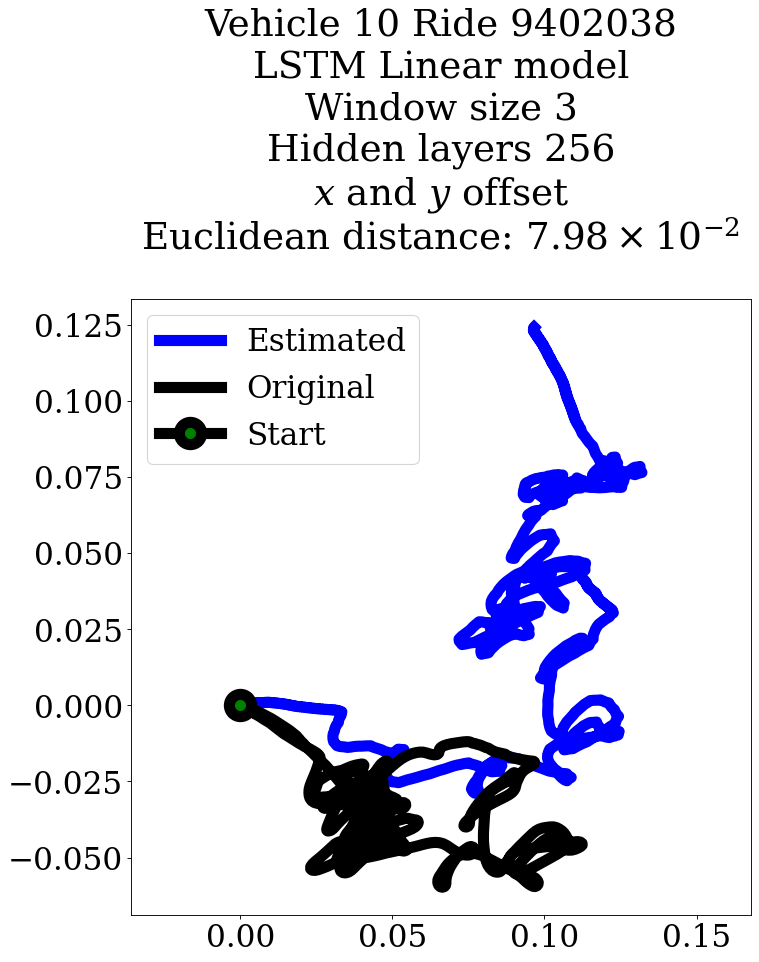 Vehicle 10 Ride 9402038
LSTM Linear model
Window size 3
Hidden layers 256
x and y offset
Euclidean distance: 7.98 × 10⁻²
Estimated
Original
Start
0.125
0.100
0.075
0.050
0.025
0.000
−0.025
−0.050
0.00 0.05 0.10 0.15